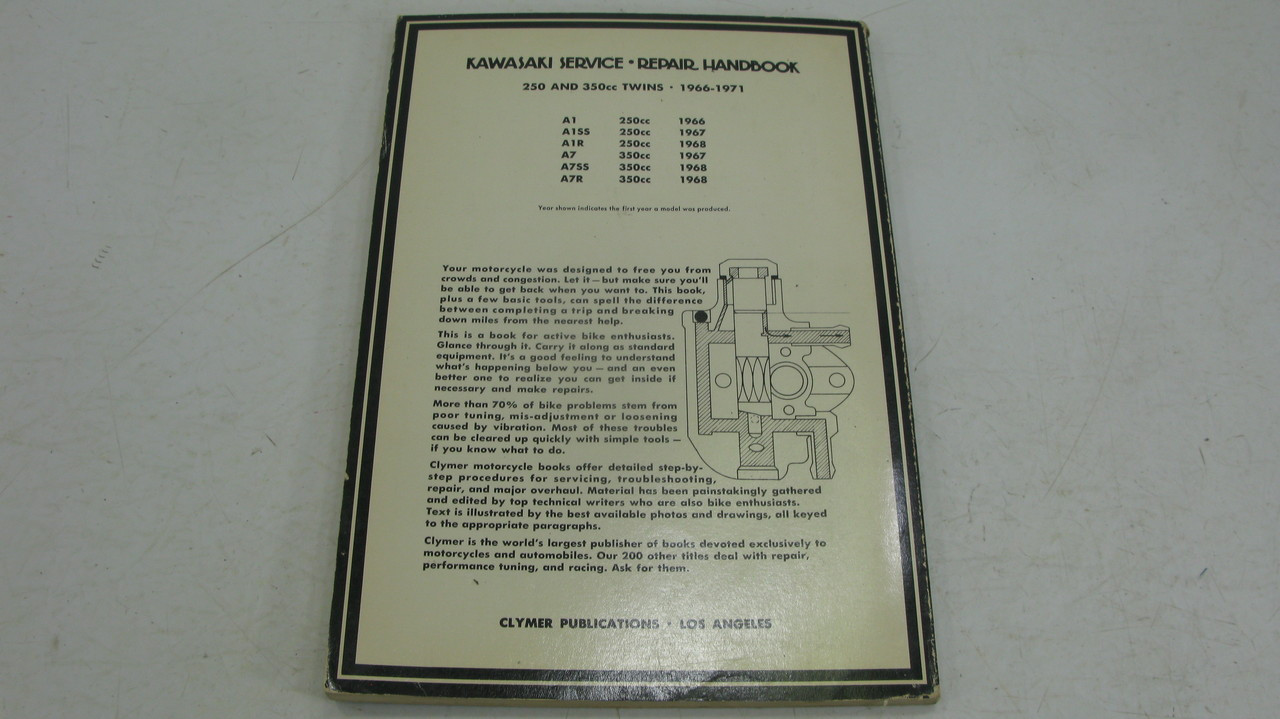 KAWASAKI SERVICE • REPAIR HANDBOOK
250 AND 350cc TWINS • 1966-1971
A1 250cc 1966
A1SS 250cc 1967
A1R 250cc 1968
A7 350cc 1967
A7SS 350cc 1968
A7R 350cc 1968
Year shown indicates the first year a model was produced.
Your motorcycle was designed to free you from
crowds and congestion. Let it — but make sure you'll
be able to get back when you want to. This book,
plus a few basic tools, can spell the difference
between completing a trip and breaking
down miles from the nearest help.
This is a book for active bike enthusiasts.
Glance through it. Carry it along as standard
equipment. It's a good feeling to understand
what's happening below you — and an even
better one to realize you can get inside if
necessary and make repairs.
More than 70% of bike problems stem from
poor tuning, mis-adjustment or loosening
caused by vibration. Most of these troubles
can be cleared up quickly with simple tools —
if you know what to do.
Clymer motorcycle books offer detailed step-by-
step procedures for servicing, troubleshooting,
repair, and major overhaul. Material has been painstakingly gathered
and edited by top technical writers who are also bike enthusiasts.
Text is illustrated by the best available photos and drawings, all keyed
to the appropriate paragraphs.
Clymer is the world's largest publisher of books devoted exclusively to
motorcycles and automobiles. Our 200 other titles deal with repair,
performance tuning, and racing. Ask for them.
CLYMER PUBLICATIONS • LOS ANGELES